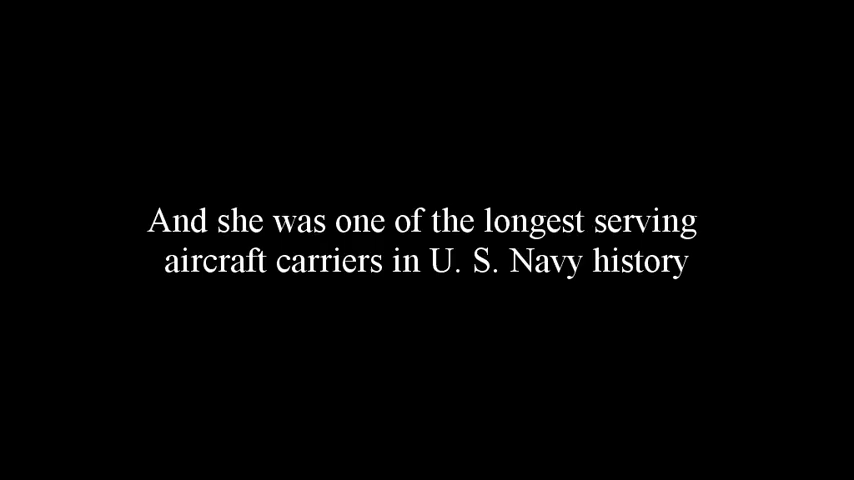 And she was one of the longest serving
aircraft carriers in U. S. Navy history